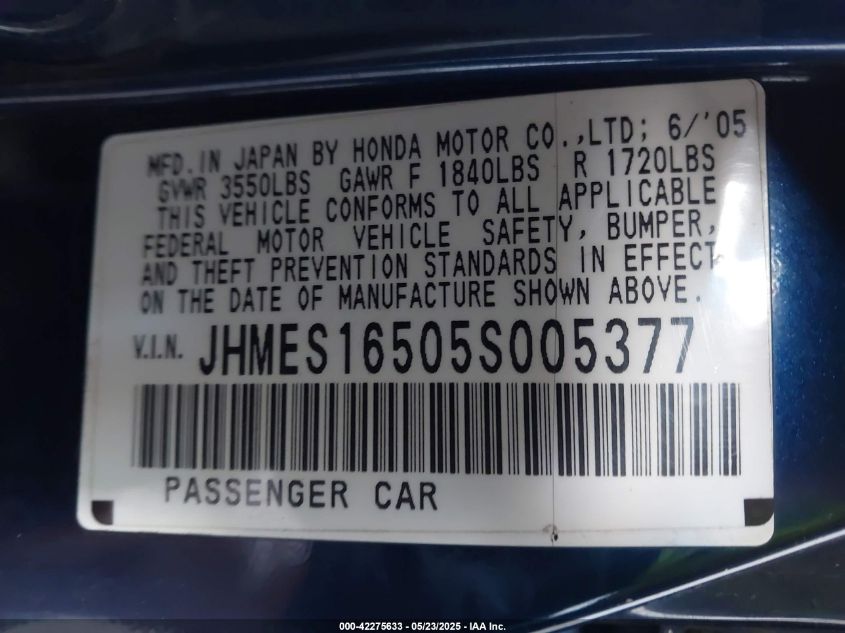 MFD.IN JAPAN BY HONDA MOTOR CO.,LTD; 6/'05
GVWR 3550LBS GAWR F 1840LBS R 1720LBS
THIS VEHICLE CONFORMS TO ALL APPLICABLE
FEDERAL MOTOR VEHICLE SAFETY, BUMPER,
AND THEFT PREVENTION STANDARDS IN EFFECT
ON THE DATE OF MANUFACTURE SHOWN ABOVE.
V.I.N. JHMES16505S005377
PASSENGER CAR
000-42275633 - 05/23/2025 - IAA Inc.